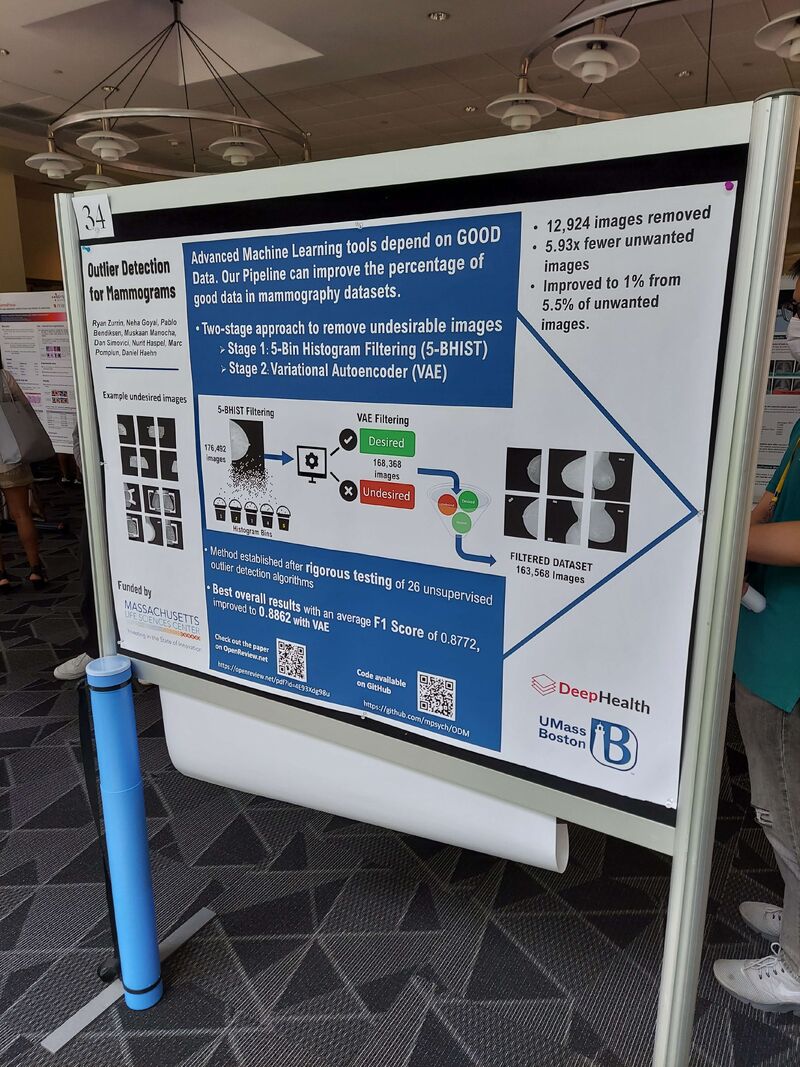 34
Outlier Detection
for Mammograms
Ryan Zurrin, Neha Goyal, Pablo
Bendiksen, Muskaan Manocha,
Dan Simovici, Nurit Haspel, Marc
Pomplun, Daniel Haehn
Example undesired images
Funded by
MASSACHUSETTS
LIFE SCIENCES CENTER
Investing in the State of Innovation
Advanced Machine Learning tools depend on GOOD
Data. Our Pipeline can improve the percentage of
good data in mammography datasets.
• Two-stage approach to remove undesirable images
➢ Stage 1: 5-Bin Histogram Filtering (5-BHIST)
➢ Stage 2: Variational Autoencoder (VAE)
5-BHIST Filtering
176,492
images
Histogram Bins
VAE Filtering
Desired
168,368
images
Undesired
FILTERED DATASET
163,568 Images
• Method established after rigorous testing of 26 unsupervised
outlier detection algorithms
• Best overall results with an average F1 Score of 0.8772,
improved to 0.8862 with VAE
Check out the paper
on OpenReview.net
https://openreview.net/pdf?id=4E93Xdg98u
Code available
on GitHub
https://github.com/mpsych/ODM
• 12,924 images removed
• 5.93x fewer unwanted
images
• Improved to 1% from
5.5% of unwanted
images.
DeepHealth
UMass
Boston
B